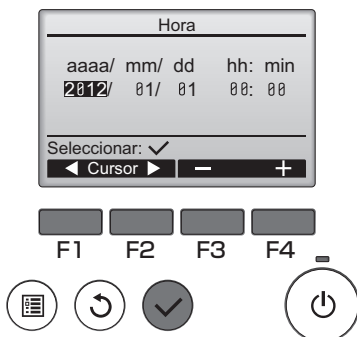 Hora
aaaa/ mm/ dd hh: min
2012/ 01/ 01 00: 00
Seleccionar: ✓
◀ Cursor ▶ − +
F1 F2 F3 F4